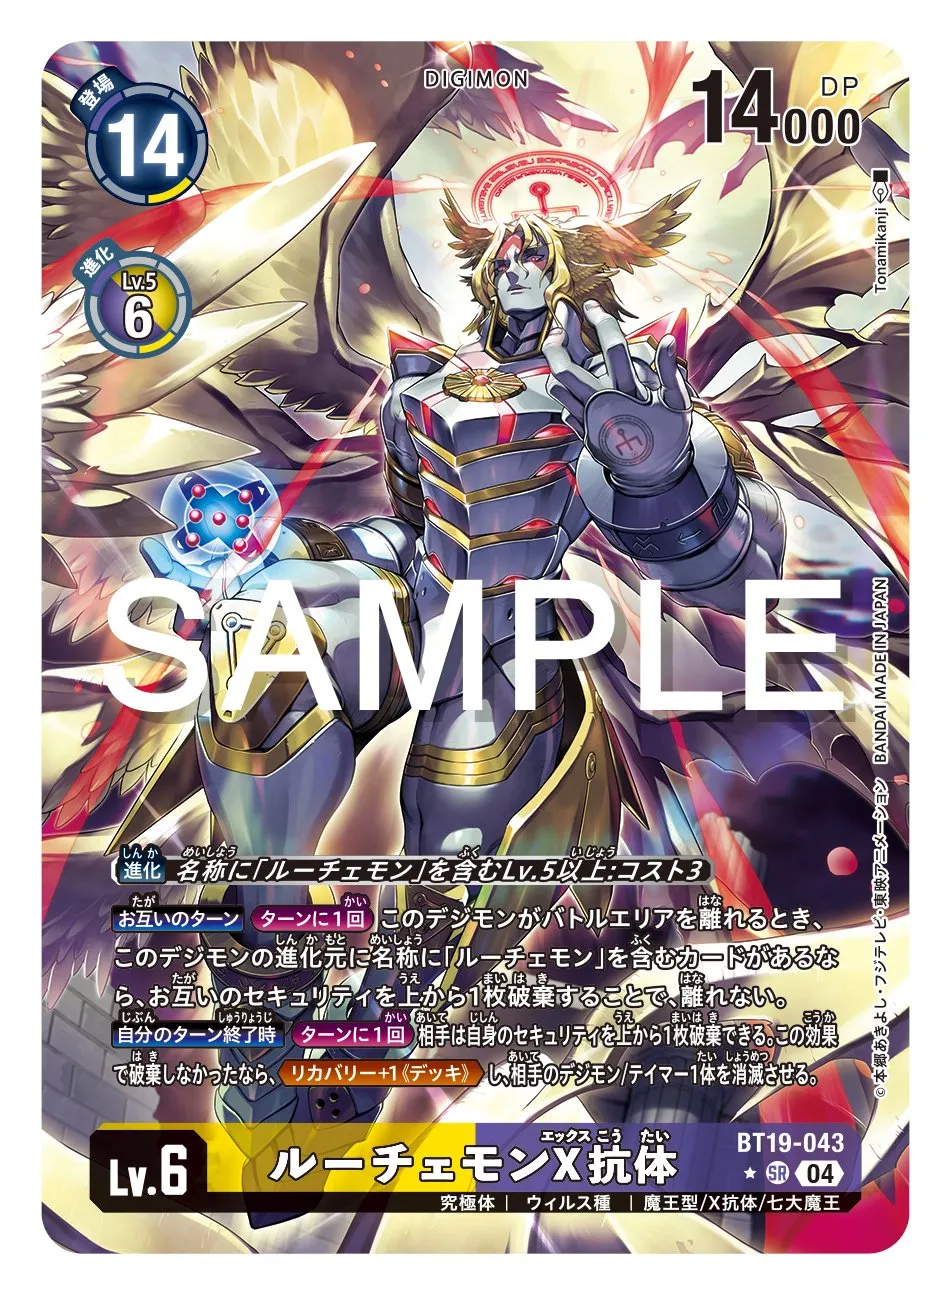 DIGIMON
登場
14
14000
DP
進化
Lv.5
6
Tonamikanji
SAMPLE
BANDAI MADE IN JAPAN
©本郷あきよし・フジテレビ・東映アニメーション
進化 名称に「ルーチェモン」を含むLv.5以上:コスト3
お互いのターン ターンに1回 このデジモンがバトルエリアを離れるとき、
このデジモンの進化元に名称に「ルーチェモン」を含むカードがあるな
ら、お互いのセキュリティを上から1枚破棄することで、離れない。
自分のターン終了時 ターンに1回 相手は自身のセキュリティを上から1枚破棄できる。この効果
で破棄しなかったなら、リカバリー+1《デッキ》し、相手のデジモン/テイマー1体を消滅させる。
Lv.6
ルーチェモンX抗体
BT19-043
SR 04
究極体 | ウィルス種 | 魔王型/X抗体/七大魔王